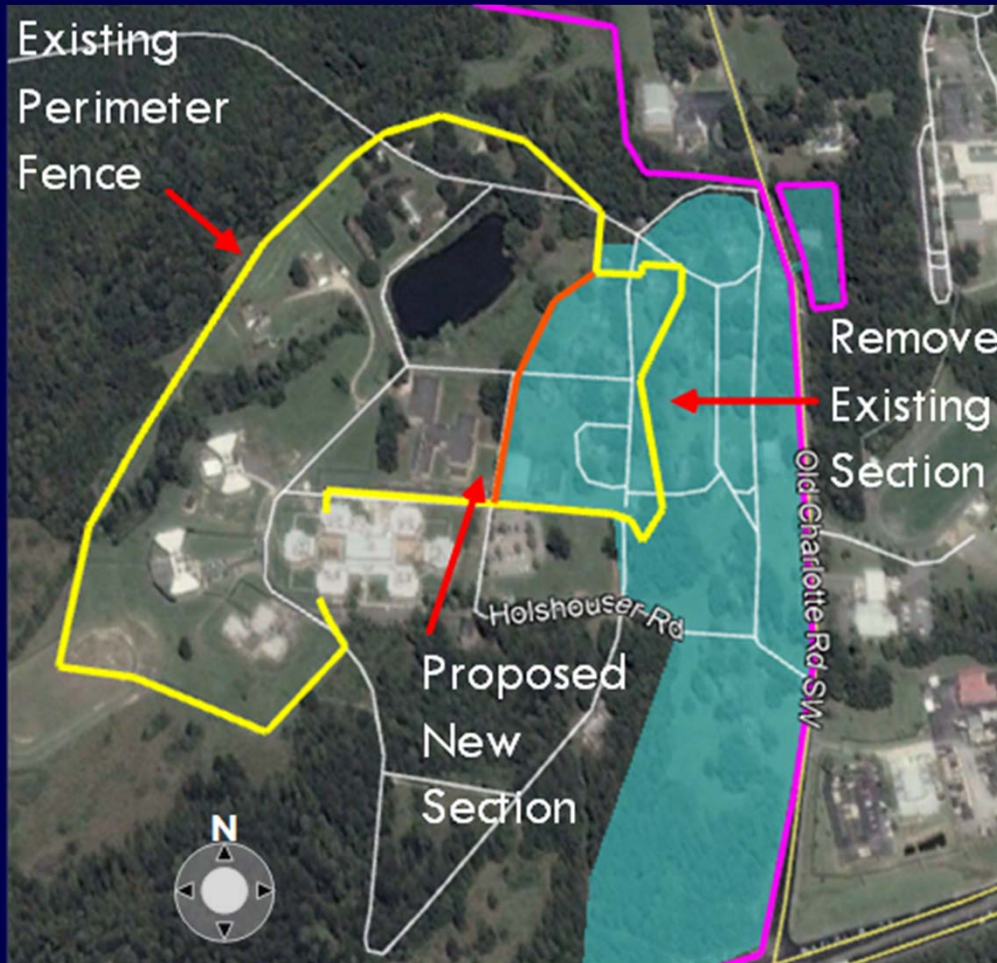 Existing
Perimeter
Fence
Remove
Existing
Section
Old Charlotte Rd SW
Holshouser Rd
Proposed
New
Section
N